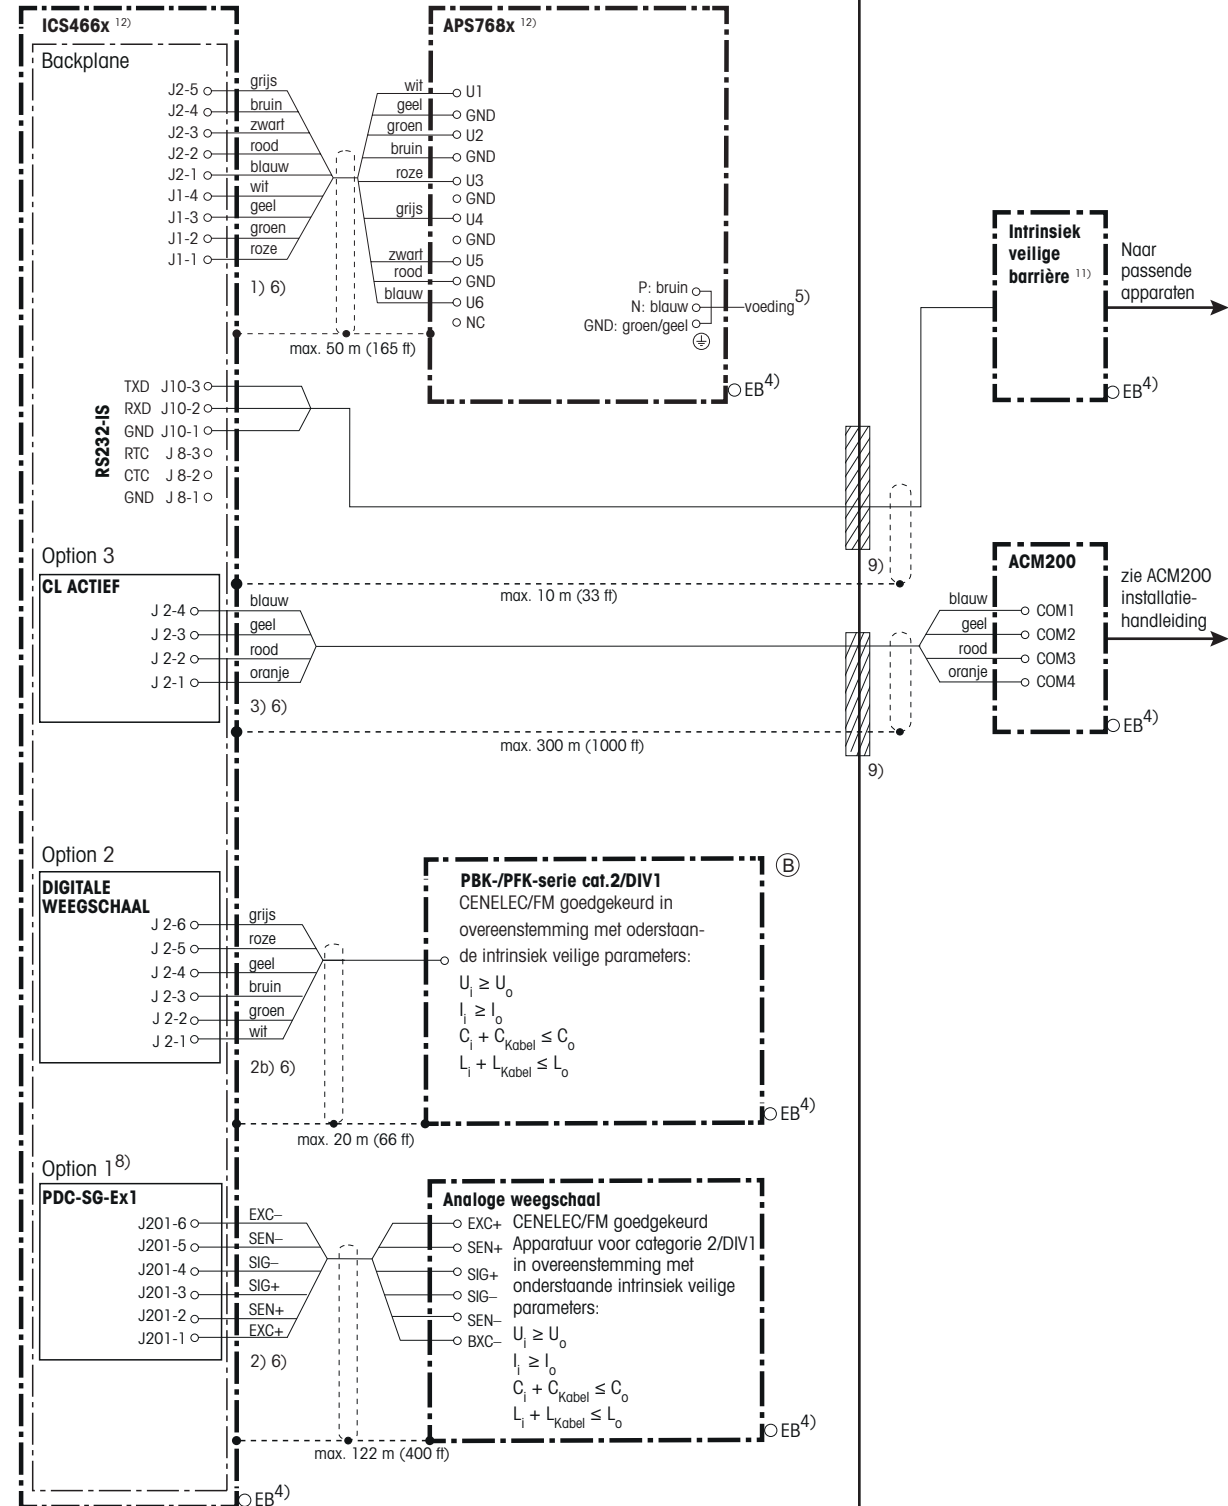 ICS466x 12)
Backplane
J2-5 grijs
J2-4 bruin
J2-3 zwart
J2-2 rood
J2-1 blauw
J1-4 wit
J1-3 geel
J1-2 groen
J1-1 roze
1) 6)
max. 50 m (165 ft)
APS768x 12)
wit U1
geel GND
groen U2
bruin GND
roze U3
GND
grijs U4
GND
zwart U5
rood GND
blauw U6
NC
P: bruin
N: blauw
GND: groen/geel
voeding5)
EB4)
Intrinsiek
veilige
barrière 11)
Naar
passende
apparaten
EB4)
RS232-IS
TXD J10-3
RXD J10-2
GND J10-1
RTC J 8-3
CTC J 8-2
GND J 8-1
9)
max. 10 m (33 ft)
Option 3
CL ACTIEF
J 2-4 blauw
J 2-3 geel
J 2-2 rood
J 2-1 oranje
3) 6)
max. 300 m (1000 ft)
9)
ACM200
blauw COM1
geel COM2
rood COM3
oranje COM4
zie ACM200
installatie-
handleiding
EB4)
Option 2
DIGITALE
WEEGSCHAAL
J 2-6 grijs
J 2-5 roze
J 2-4 geel
J 2-3 bruin
J 2-2 groen
J 2-1 wit
2b) 6)
max. 20 m (66 ft)
B
PBK-/PFK-serie cat.2/DIV1
CENELEC/FM goedgekeurd in
overeenstemming met oderstaan-
de intrinsiek veilige parameters:
Ui ≥ Uo
Ii ≥ Io
Ci + CKabel ≤ Co
Li + LKabel ≤ Lo
EB4)
Option 18)
PDC-SG-Ex1
J201-6 EXC–
J201-5 SEN–
J201-4 SIG–
J201-3 SIG+
J201-2 SEN+
J201-1 EXC+
2) 6)
max. 122 m (400 ft)
Analoge weegschaal
EXC+
SEN+
SIG+
SIG–
SEN–
BXC–
CENELEC/FM goedgekeurd
Apparatuur voor categorie 2/DIV1
in overeenstemming met
onderstaande intrinsiek veilige
parameters:
Ui ≥ Uo
Ii ≥ Io
Ci + CKabel ≤ Co
Li + LKabel ≤ Lo
EB4)
EB4)